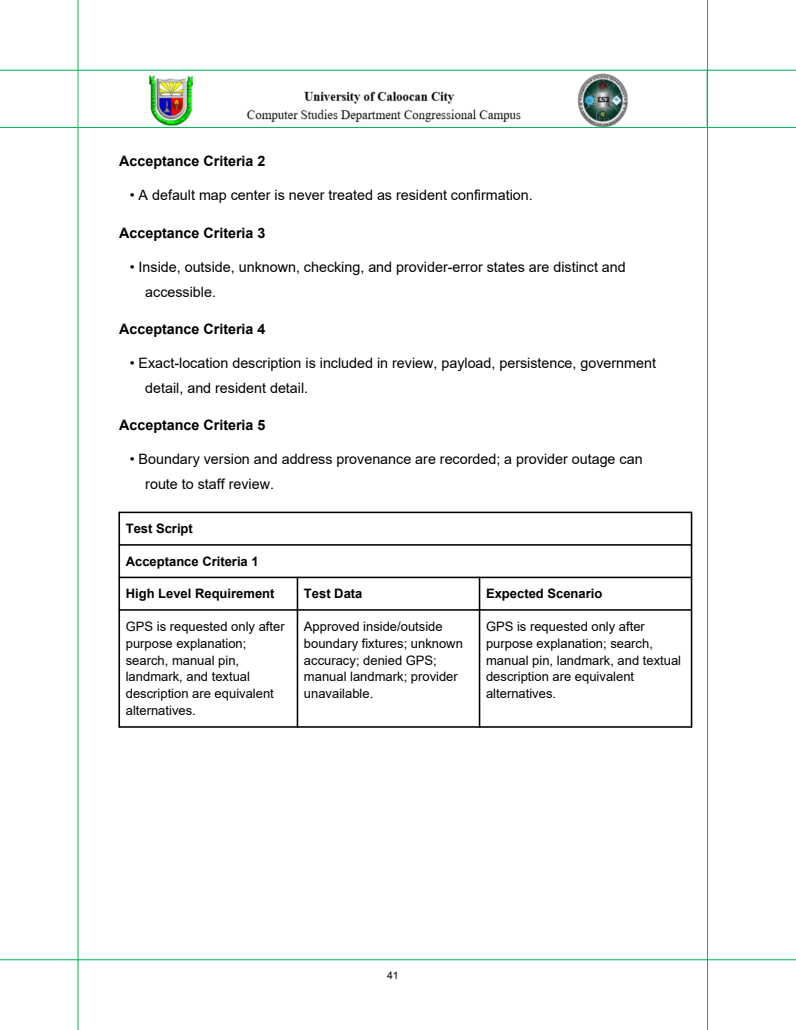 University of Caloocan City
Computer Studies Department Congressional Campus
Acceptance Criteria 2
• A default map center is never treated as resident confirmation.
Acceptance Criteria 3
• Inside, outside, unknown, checking, and provider-error states are distinct and
accessible.
Acceptance Criteria 4
• Exact-location description is included in review, payload, persistence, government
detail, and resident detail.
Acceptance Criteria 5
• Boundary version and address provenance are recorded; a provider outage can
route to staff review.
Test Script
Acceptance Criteria 1
High Level Requirement
Test Data
Expected Scenario
GPS is requested only after
purpose explanation;
search, manual pin,
landmark, and textual
description are equivalent
alternatives.
Approved inside/outside
boundary fixtures; unknown
accuracy; denied GPS;
manual landmark; provider
unavailable.
GPS is requested only after
purpose explanation; search,
manual pin, landmark, and textual
description are equivalent
alternatives.
41